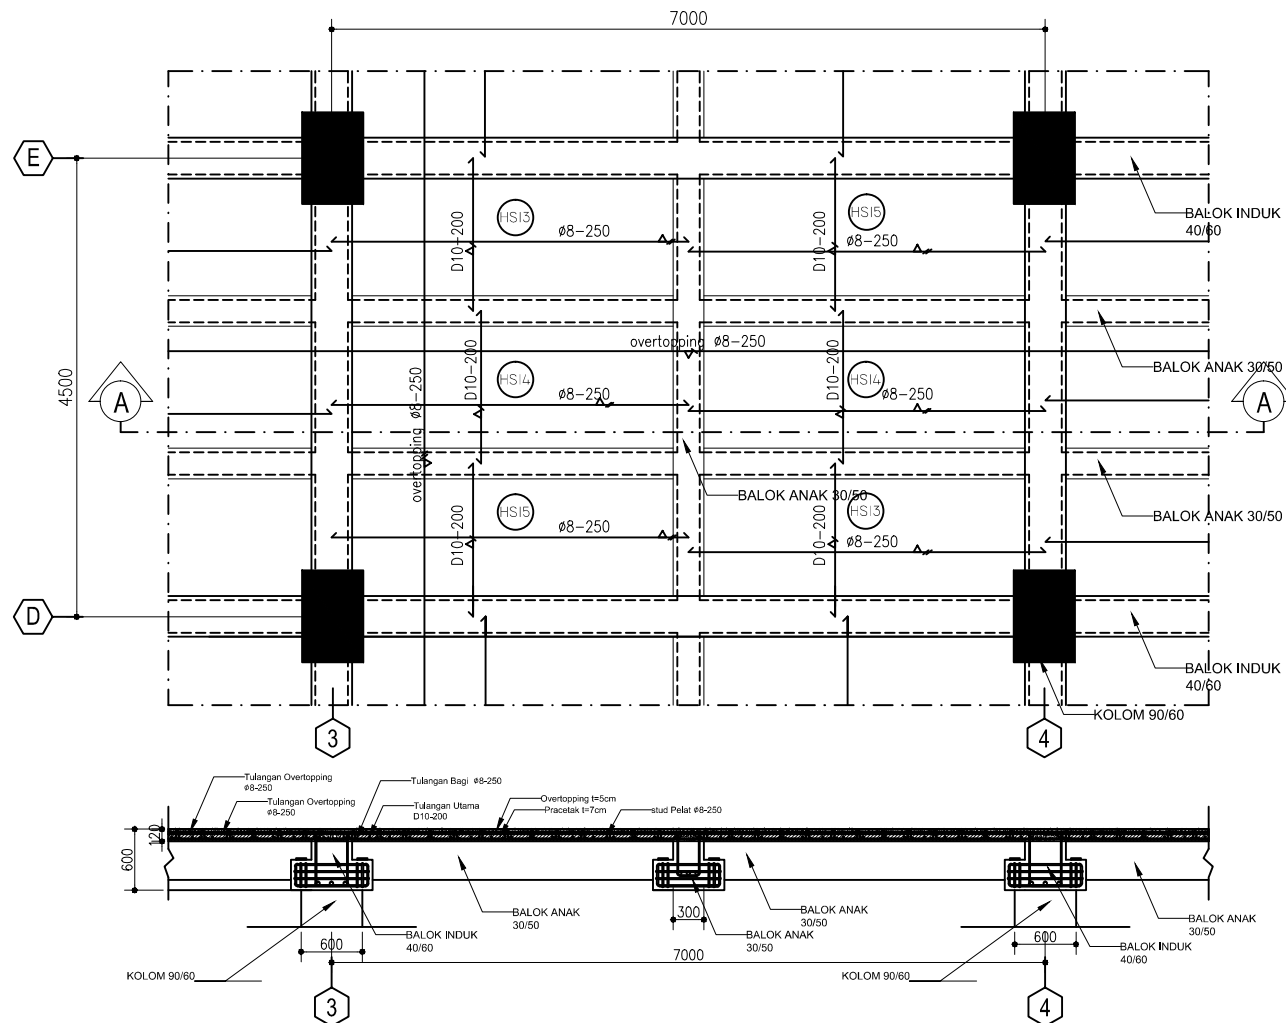 7000
E
BALOK INDUK
40/60
HS13
HS15
ø8-250
ø8-250
D10-200
D10-200
overtopping ø8-250
BALOK ANAK 30/50
4500
A
A
D10-200
D10-200
HS14
HS14
ø8-250
ø8-250
overtopping ø8-250
BALOK ANAK 30/50
BALOK ANAK 30/50
HS15
HS13
ø8-250
ø8-250
D10-200
D10-200
D
BALOK INDUK
40/60
KOLOM 90/60
3
4
Tulangan Overtopping
ø8-250
Tulangan Overtopping
ø8-250
Tulangan Bagi ø8-250
Tulangan Utama
D10-200
Overtopping t=5cm
Pracetak t=7cm
stud Pelat ø8-250
120
600
BALOK ANAK
30/50
BALOK ANAK
30/50
BALOK ANAK
30/50
300
BALOK ANAK
30/50
BALOK INDUK
40/60
BALOK INDUK
40/60
600
600
7000
KOLOM 90/60
KOLOM 90/60
3
4